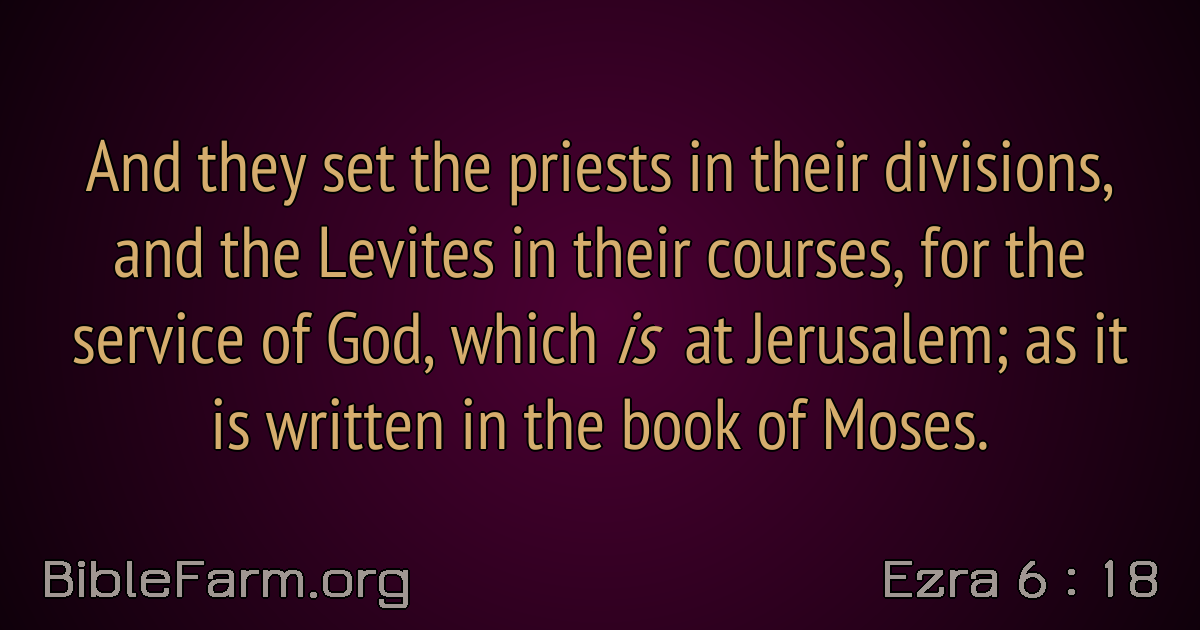 And they set the priests in their divisions,
and the Levites in their courses, for the
service of God, which is at Jerusalem; as it
is written in the book of Moses.
BibleFarm.org
Ezra 6 : 18